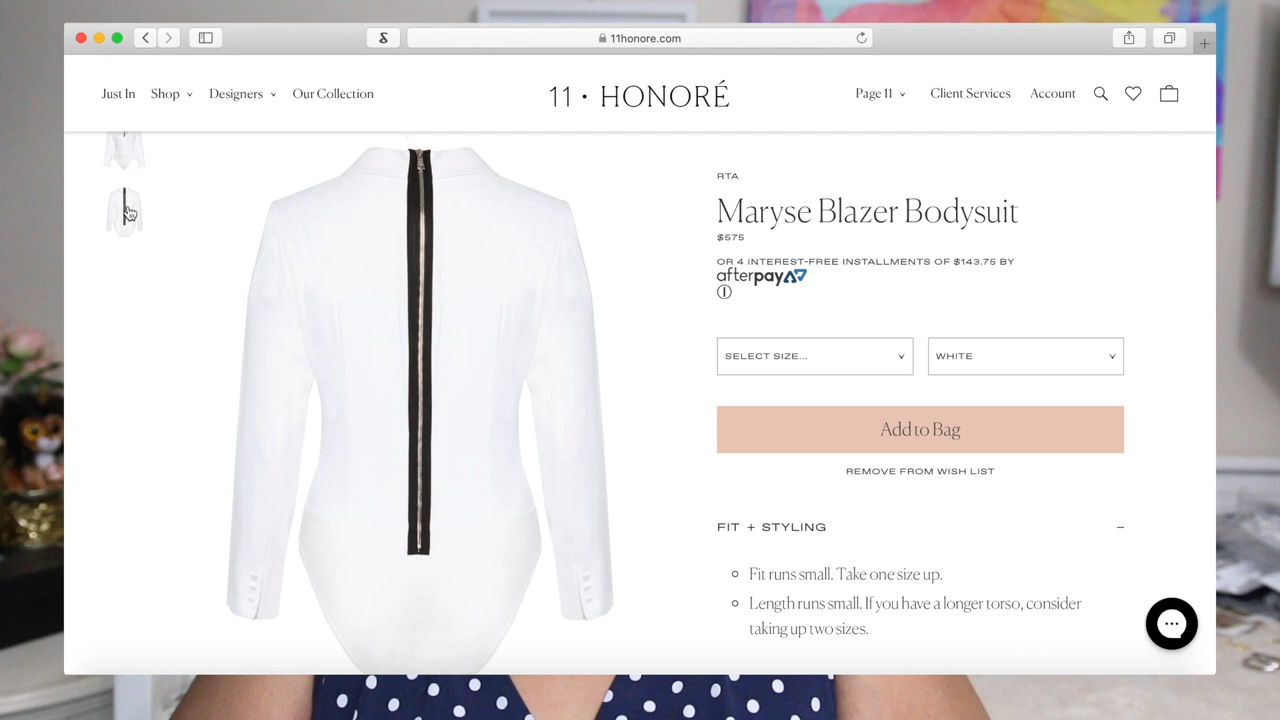 11honore.com
Just In Shop Designers Our Collection 11 • HONORÉ Page 11 Client Services Account
RTA
Maryse Blazer Bodysuit
$575
OR 4 INTEREST-FREE INSTALLMENTS OF $143.75 BY
afterpay
SELECT SIZE... WHITE
Add to Bag
REMOVE FROM WISH LIST
FIT + STYLING
Fit runs small. Take one size up.
Length runs small. If you have a longer torso, consider
taking up two sizes.